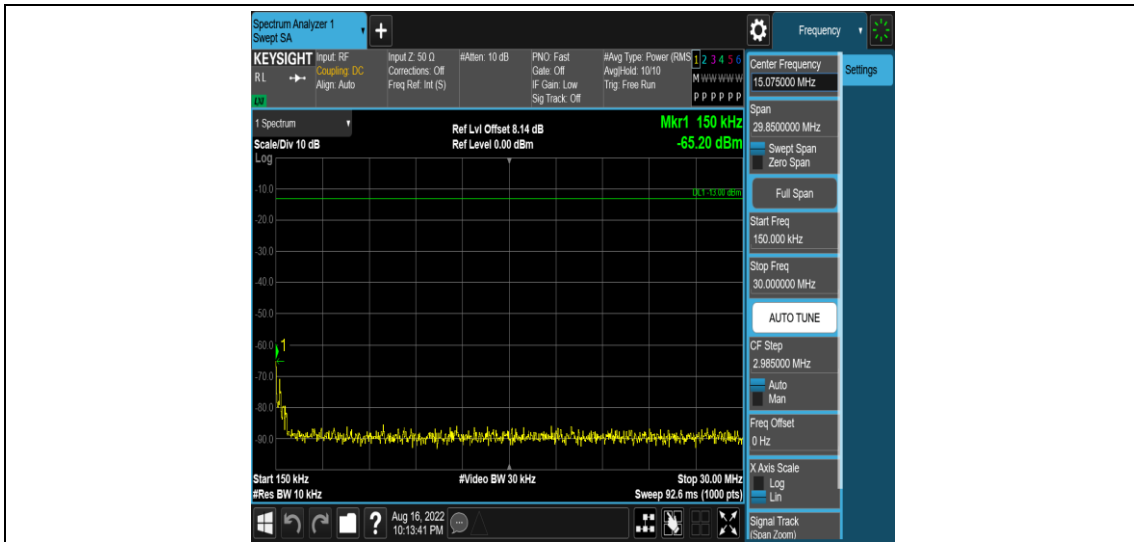 Spectrum Analyzer 1
Swept SA
+
Frequency
KEYSIGHT
RL
LXI
Input: RF
Coupling: DC
Align: Auto
Input Z: 50 Ω
Corrections: Off
Freq Ref: Int (S)
#Atten: 10 dB
PNO: Fast
Gate: Off
IF Gain: Low
Sig Track: Off
#Avg Type: Power (RMS
Avg|Hold: 10/10
Trig: Free Run
1 2 3 4 5 6
M W W W W W
P P P P P P
1 Spectrum
Scale/Div 10 dB
Log
Ref Lvl Offset 8.14 dB
Ref Level 0.00 dBm
Mkr1 150 kHz
-65.20 dBm
DL1 -13.00 dBm
-10.0
-20.0
-30.0
-40.0
-50.0
-60.0
1
-70.0
-80.0
-90.0
Start 150 kHz
#Res BW 10 kHz
#Video BW 30 kHz
Stop 30.00 MHz
Sweep 92.6 ms (1000 pts)
?
Aug 16, 2022
10:13:41 PM
Center Frequency
15.075000 MHz
Settings
Span
29.8500000 MHz
Swept Span
Zero Span
Full Span
Start Freq
150.000 kHz
Stop Freq
30.000000 MHz
AUTO TUNE
CF Step
2.985000 MHz
Auto
Man
Freq Offset
0 Hz
X Axis Scale
Log
Lin
Signal Track
(Span Zoom)